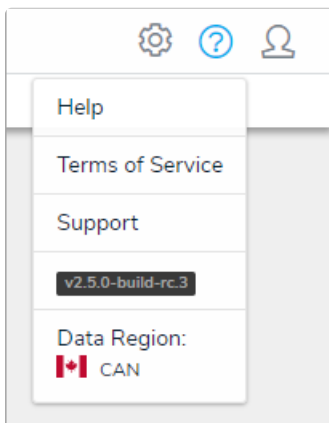 Help
Terms of Service
Support
v2.5.0-build-rc.3
Data Region:
CAN